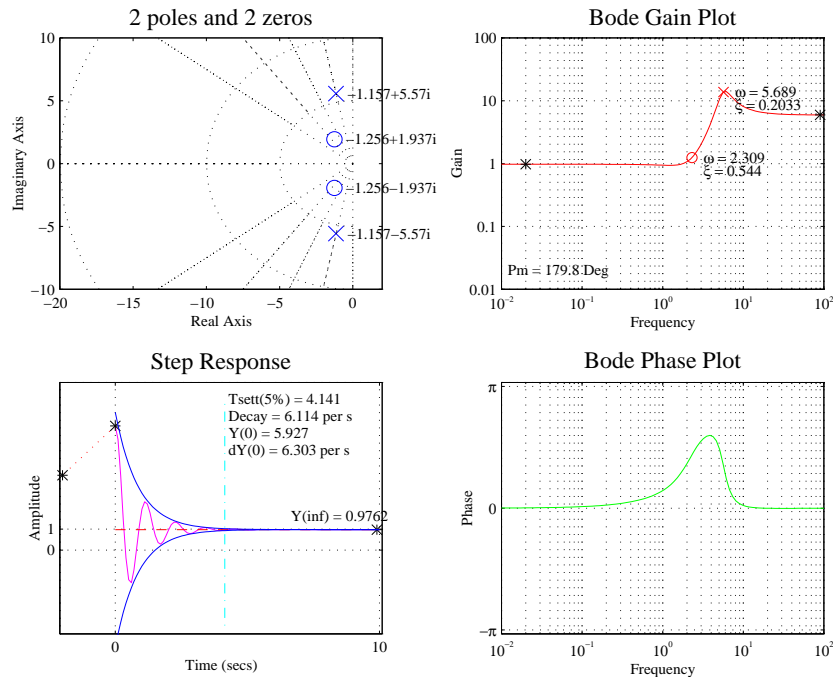 2 poles and 2 zeros
10
5
0
−5
−10
−20
−15
−10
−5
0
Real Axis
Imaginary Axis
−1.157+5.57i
−1.256+1.937i
−1.256−1.937i
−1.157−5.57i
Bode Gain Plot
100
10
1
0.1
0.01
10−2
10−1
100
101
102
Frequency
Gain
ω = 5.689
ξ = 0.2033
ω = 2.309
ξ = 0.544
Pm = 179.8 Deg
Step Response
1
0
0
10
Time (secs)
Amplitude
Tsett(5%) = 4.141
Decay = 6.114 per s
Y(0) = 5.927
dY(0) = 6.303 per s
Y(inf) = 0.9762
Bode Phase Plot
π
0
−π
10−2
10−1
100
101
102
Frequency
Phase